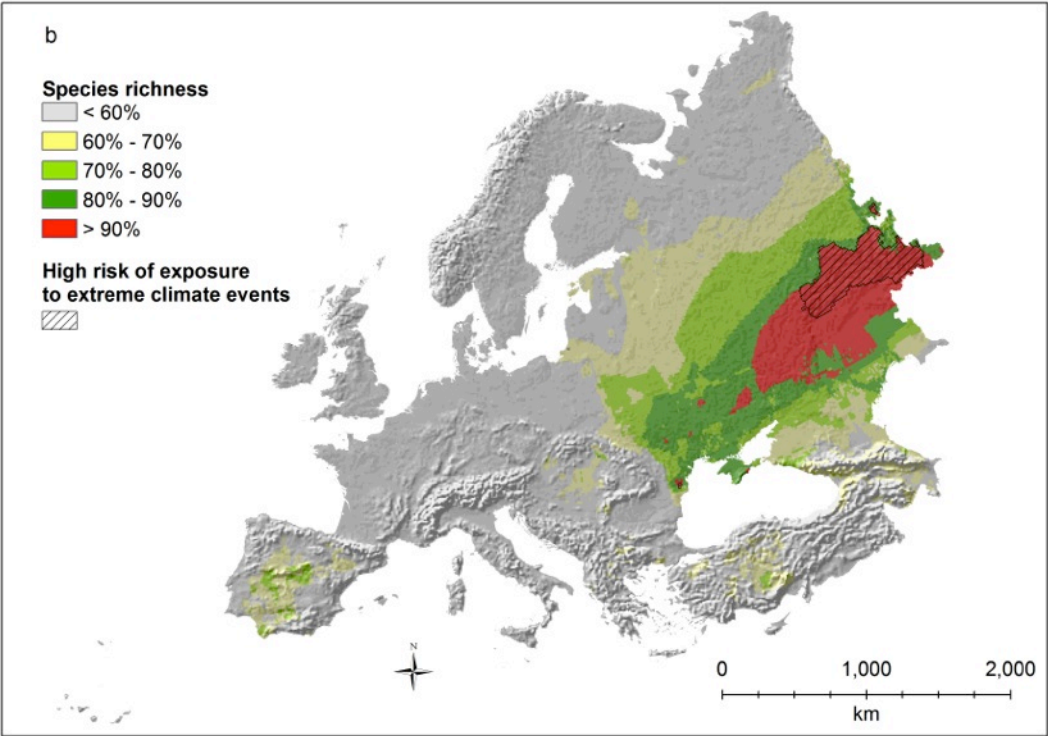 b
Species richness
< 60%
60% - 70%
70% - 80%
80% - 90%
> 90%
High risk of exposure
to extreme climate events
N
0 1,000 2,000
km